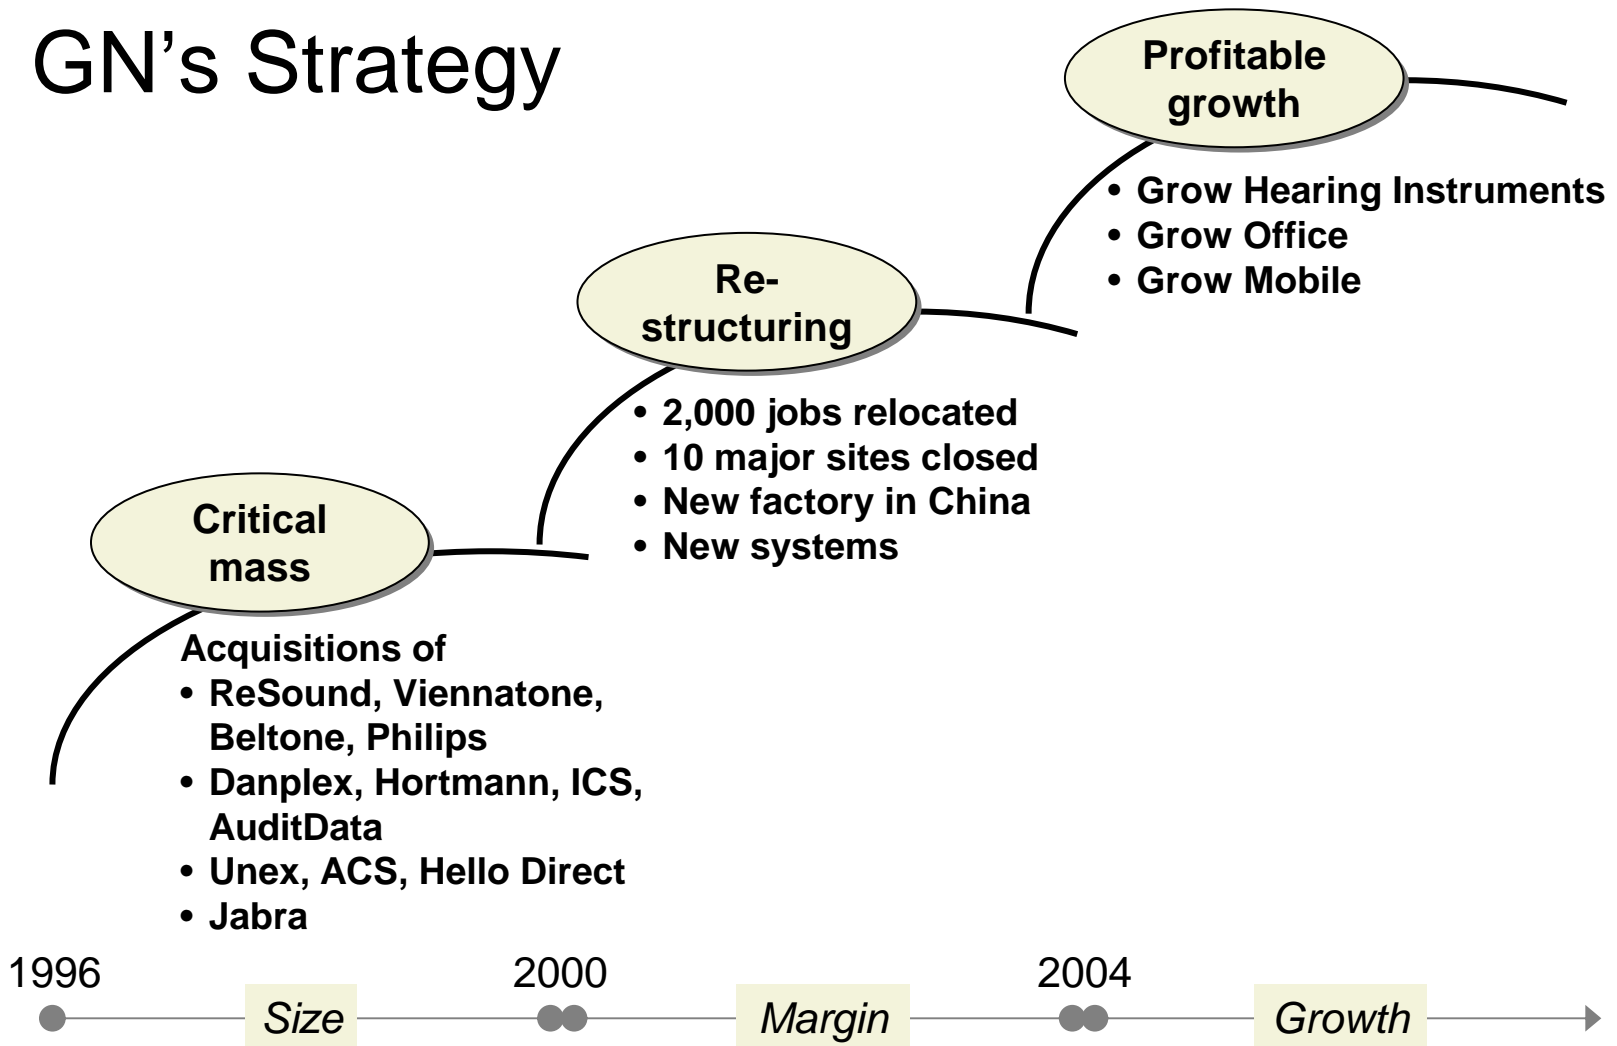 GN’s Strategy
Profitable
growth
• Grow Hearing Instruments
• Grow Office
• Grow Mobile
Re-
structuring
• 2,000 jobs relocated
• 10 major sites closed
• New factory in China
• New systems
Critical
mass
Acquisitions of
• ReSound, Viennatone,
Beltone, Philips
• Danplex, Hortmann, ICS,
AuditData
• Unex, ACS, Hello Direct
• Jabra
1996
2000
2004
Size
Margin
Growth